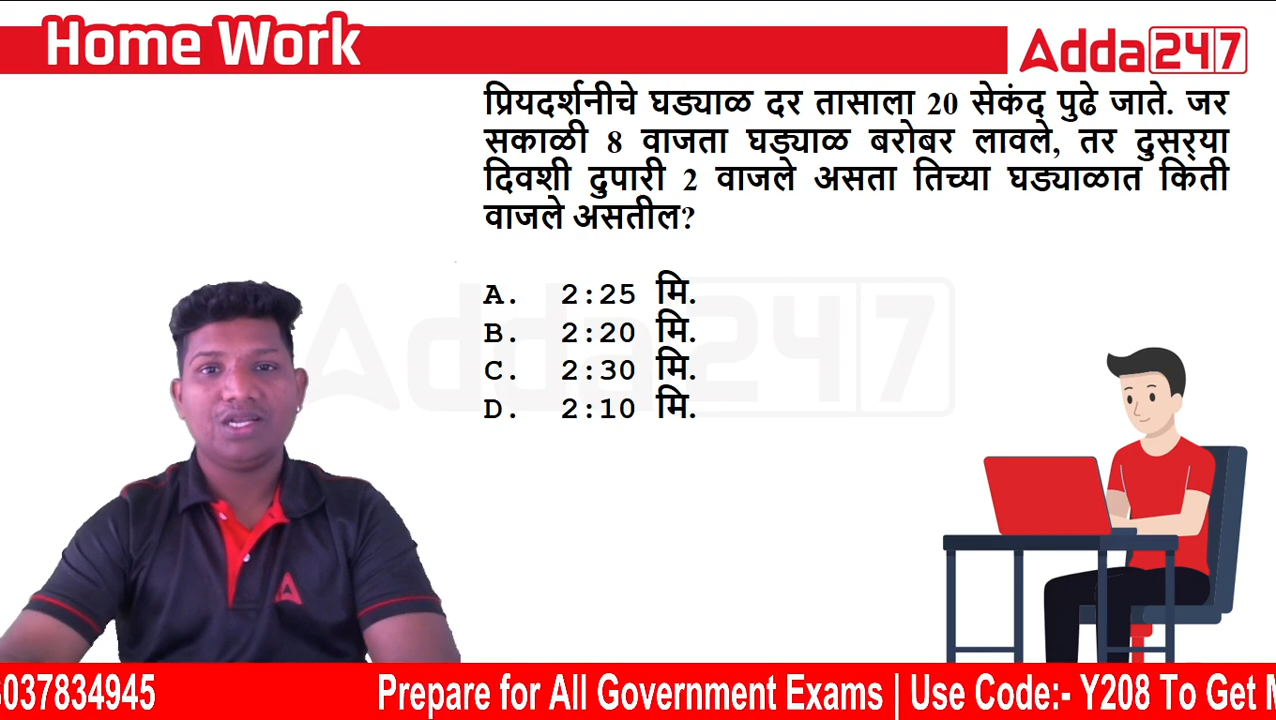 Home Work
Adda247
प्रियदर्शनीचे घड्याळ दर तासाला 20 सेकंद पुढे जाते. जर
सकाळी 8 वाजता घड्याळ बरोबर लावले, तर दुसर्‍या
दिवशी दुपारी 2 वाजले असता तिच्या घड्याळात किती
वाजले असतील?
Adda247
A. 2:25 मि.
B. 2:20 मि.
C. 2:30 मि.
D. 2:10 मि.
037834945 Prepare for All Government Exams | Use Code:- Y208 To Get